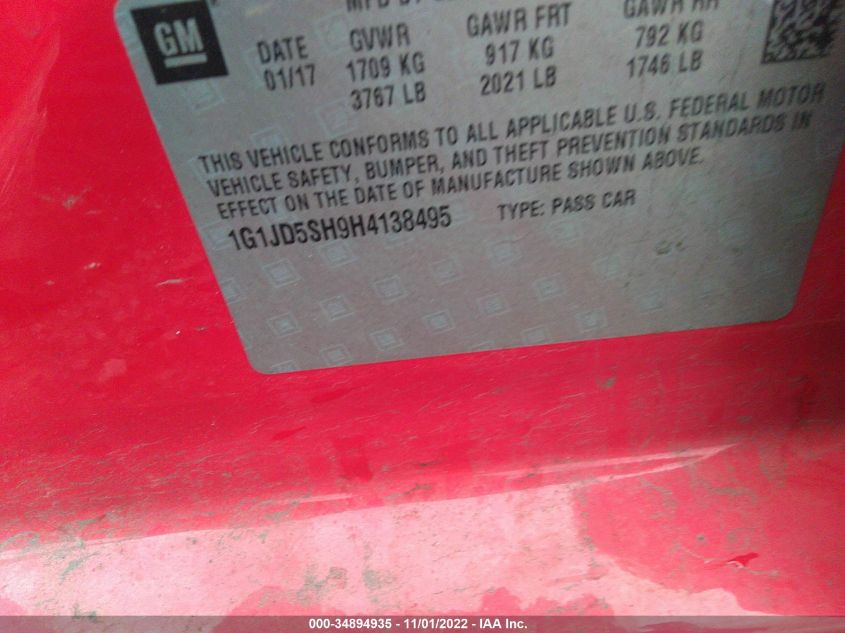 GM
MFD BY
DATE GVWR GAWR FRT GAWR RR
01/17 1709 KG 917 KG 792 KG
3767 LB 2021 LB 1746 LB
THIS VEHICLE CONFORMS TO ALL APPLICABLE U.S. FEDERAL MOTOR
VEHICLE SAFETY, BUMPER, AND THEFT PREVENTION STANDARDS IN
EFFECT ON THE DATE OF MANUFACTURE SHOWN ABOVE.
1G1JD5SH9H4138495 TYPE: PASS CAR
000-34894935 - 11/01/2022 - IAA Inc.